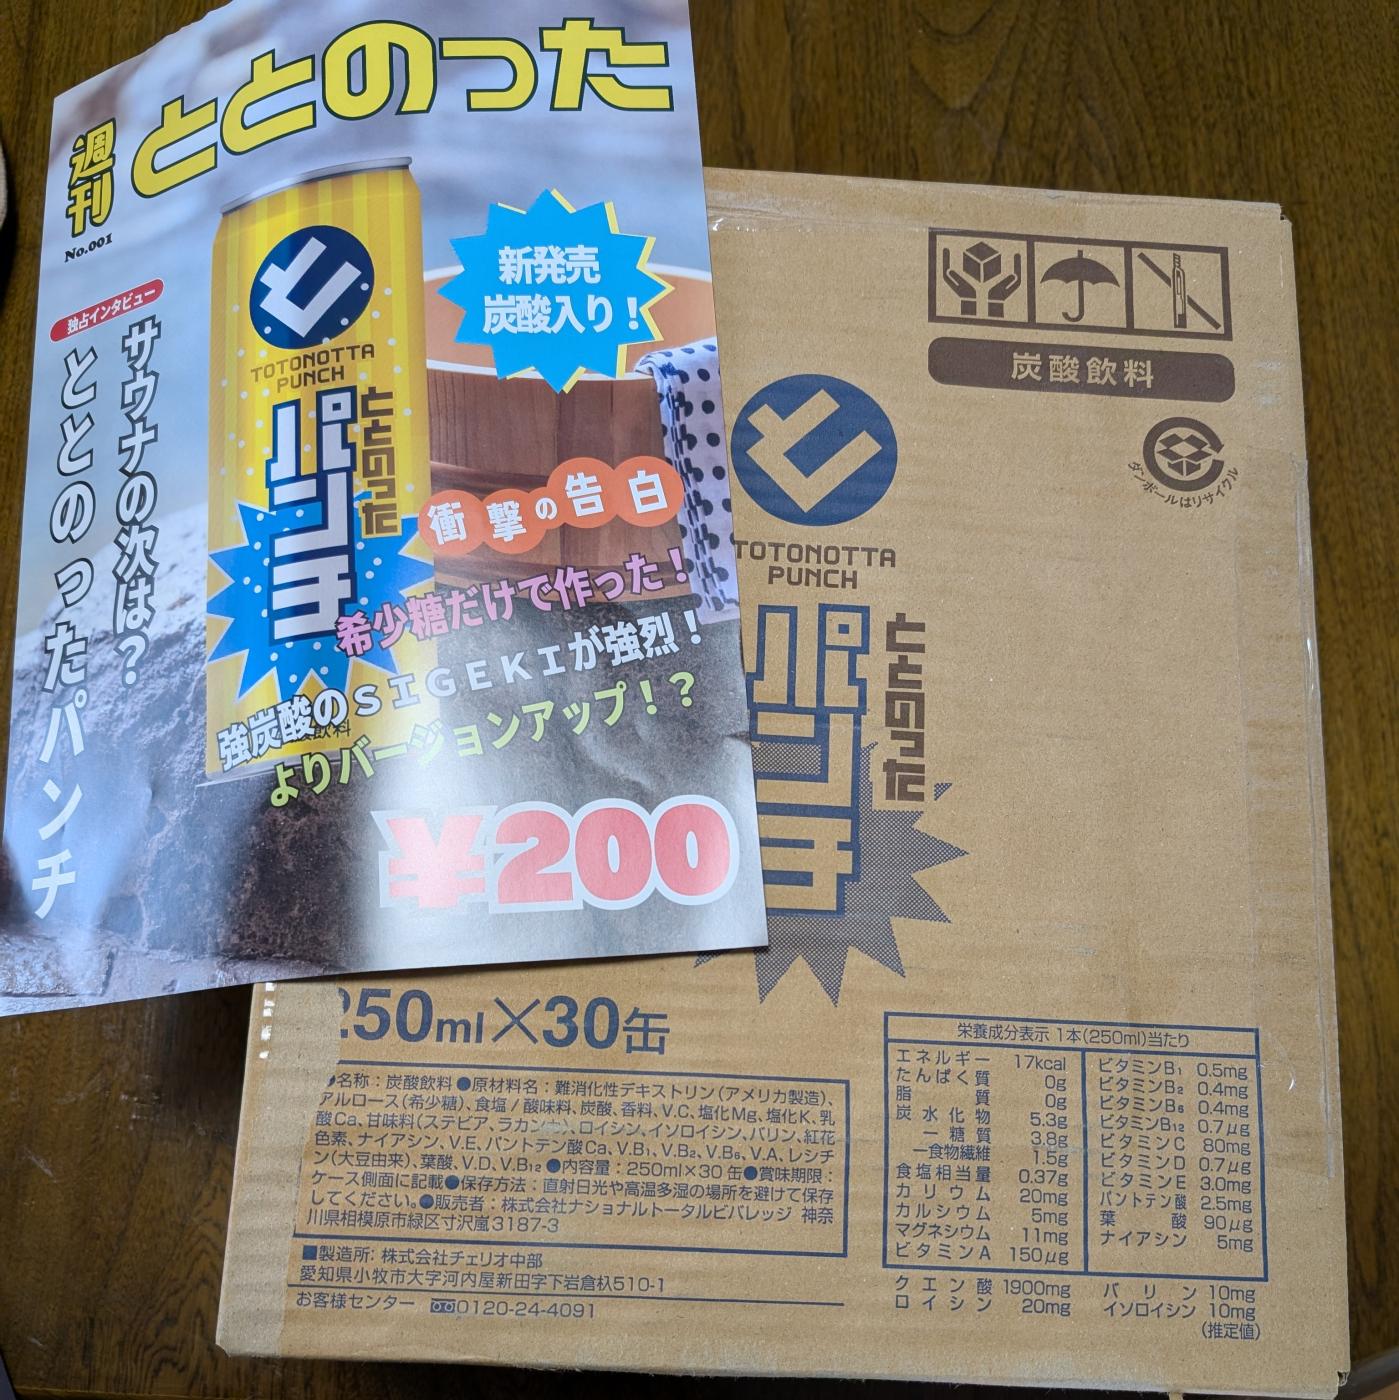 ととのった
週刊
No.001
独占インタビュー
サウナの次は?
ととのったパンチ
と
TOTONOTTA
PUNCH
ととのった
パンチ
新発売
炭酸入り!
衝撃の告白
希少糖だけで作った!
強炭酸のSIGEKIが強烈!
よりバージョンアップ!?
¥200
炭酸飲料
ダンボールはリサイクル
と
TOTONOTTA
PUNCH
ととのった
パンチ
250ml×30缶
●名称:炭酸飲料●原材料名:難消化性デキストリン(アメリカ製造)、
アルロース(希少糖)、食塩/酸味料、炭酸、香料、V.C、塩化Mg、塩化K、乳
酸Ca、甘味料(ステビア、ラカンカ)、ロイシン、イソロイシン、バリン、紅花
色素、ナイアシン、V.E、パントテン酸Ca、V.B₁、V.B₂、V.B₆、V.A、レシチ
ン(大豆由来)、葉酸、V.D、V.B₁₂●内容量:250ml×30缶●賞味期限:
ケース側面に記載●保存方法:直射日光や高温多湿の場所を避けて保存
してください。●販売者:株式会社ナショナルトータルビバレッジ 神奈
川県相模原市緑区寸沢嵐3187-3
■製造所:株式会社チェリオ中部
愛知県小牧市大字河内屋新田字下岩倉杁510-1
お客様センター 0120-24-4091
栄養成分表示 1本(250ml)当たり
エネルギー 17kcal
たんぱく質 0g
脂質 0g
炭水化物 5.3g
ー糖質 3.8g
ー食物繊維 1.5g
食塩相当量 0.37g
カリウム 20mg
カルシウム 5mg
マグネシウム 11mg
ビタミンA 150μg
ビタミンB₁ 0.5mg
ビタミンB₂ 0.4mg
ビタミンB₆ 0.4mg
ビタミンB₁₂ 0.7μg
ビタミンC 80mg
ビタミンD 0.7μg
ビタミンE 3.0mg
パントテン酸 2.5mg
葉酸 90μg
ナイアシン 5mg
クエン酸 1900mg
ロイシン 20mg
バリン 10mg
イソロイシン 10mg
(推定値)